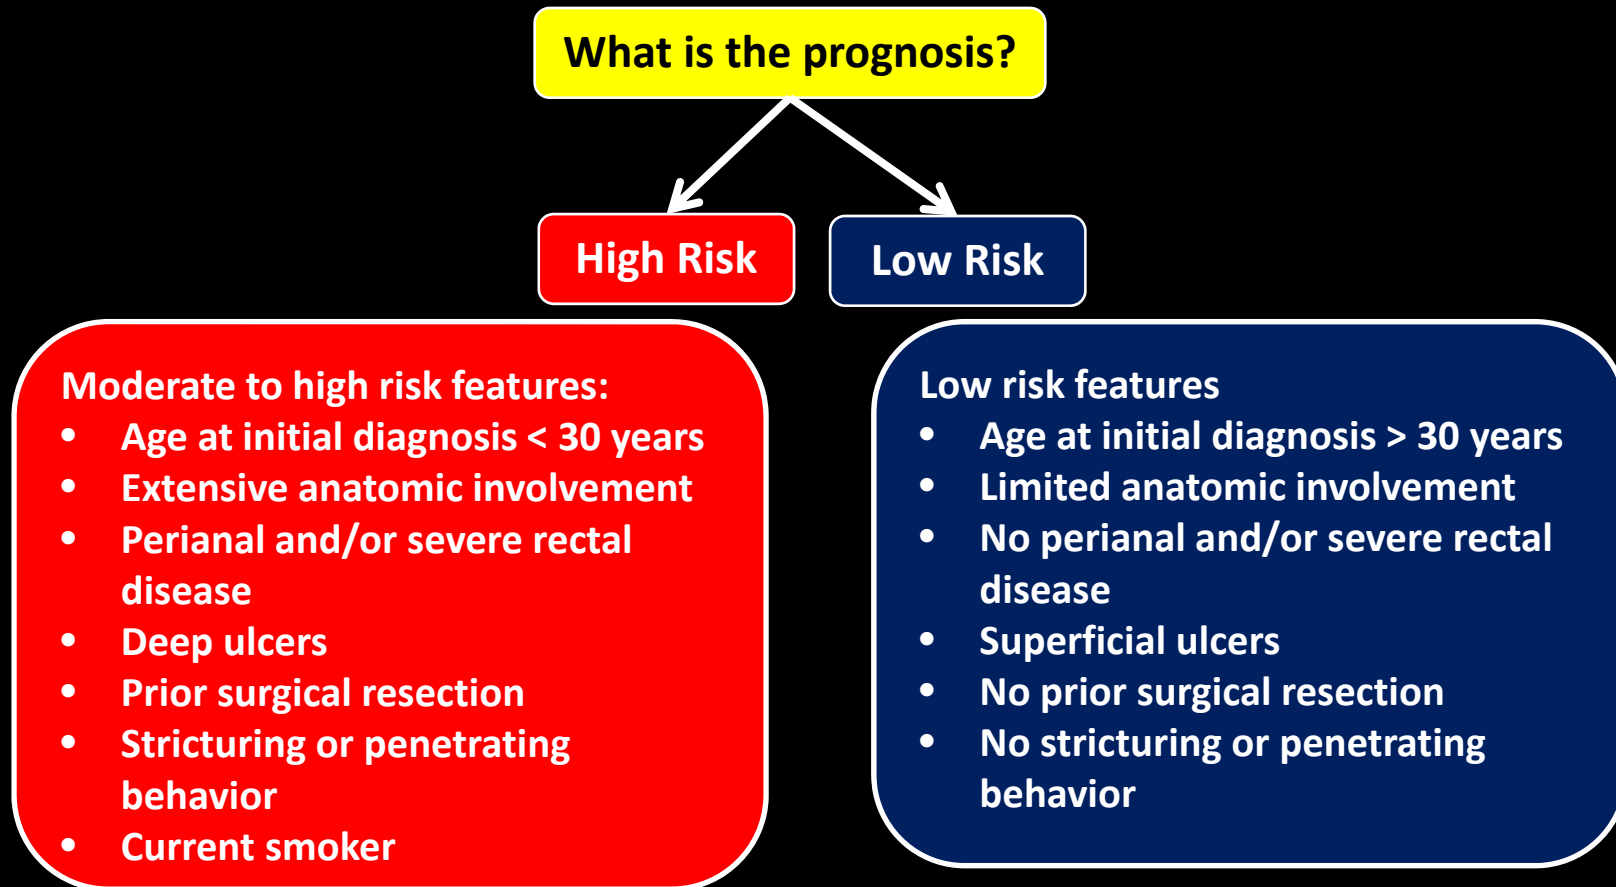 What is the prognosis?
High Risk
Low Risk
Moderate to high risk features:
• Age at initial diagnosis < 30 years
• Extensive anatomic involvement
• Perianal and/or severe rectal
disease
• Deep ulcers
• Prior surgical resection
• Stricturing or penetrating
behavior
• Current smoker
Low risk features
• Age at initial diagnosis > 30 years
• Limited anatomic involvement
• No perianal and/or severe rectal
disease
• Superficial ulcers
• No prior surgical resection
• No stricturing or penetrating
behavior